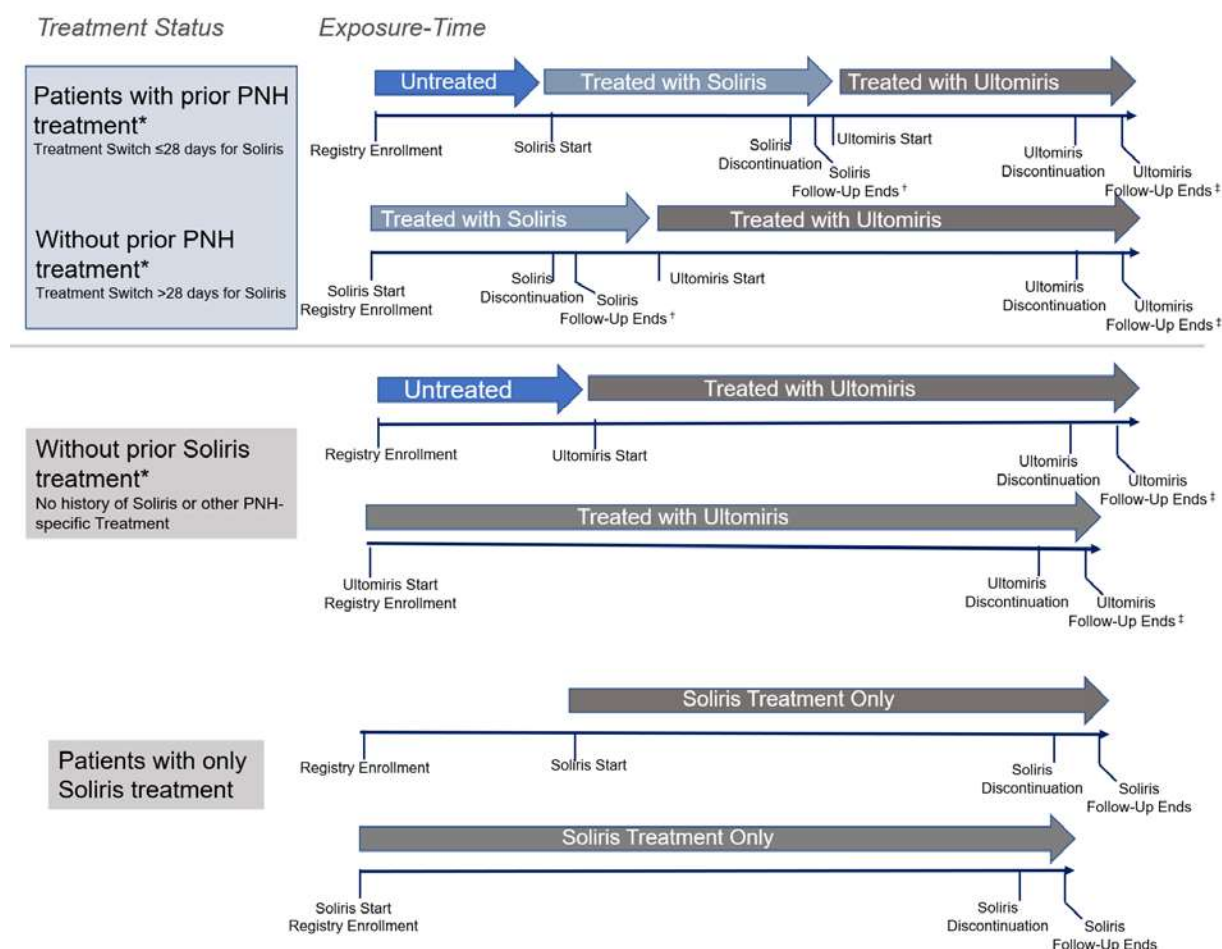 Treatment Status
Exposure-Time
Patients with prior PNH
treatment*
Treatment Switch ≤28 days for Soliris
Untreated
Treated with Soliris
Treated with Ultomiris
Registry Enrollment
Soliris Start
Soliris
Discontinuation
Soliris
Follow-Up Ends †
Ultomiris Start
Ultomiris
Discontinuation
Ultomiris
Follow-Up Ends ‡
Without prior PNH
treatment*
Treatment Switch >28 days for Soliris
Treated with Soliris
Treated with Ultomiris
Soliris Start
Registry Enrollment
Soliris
Discontinuation
Soliris
Follow-Up Ends †
Ultomiris Start
Ultomiris
Discontinuation
Ultomiris
Follow-Up Ends ‡
Without prior Soliris
treatment*
No history of Soliris or other PNH-
specific Treatment
Untreated
Treated with Ultomiris
Registry Enrollment
Ultomiris Start
Ultomiris
Discontinuation
Ultomiris
Follow-Up Ends ‡
Treated with Ultomiris
Ultomiris Start
Registry Enrollment
Ultomiris
Discontinuation
Ultomiris
Follow-Up Ends ‡
Patients with only
Soliris treatment
Soliris Treatment Only
Registry Enrollment
Soliris Start
Soliris
Discontinuation
Soliris
Follow-Up Ends
Soliris Treatment Only
Soliris Start
Registry Enrollment
Soliris
Discontinuation
Soliris
Follow-Up Ends